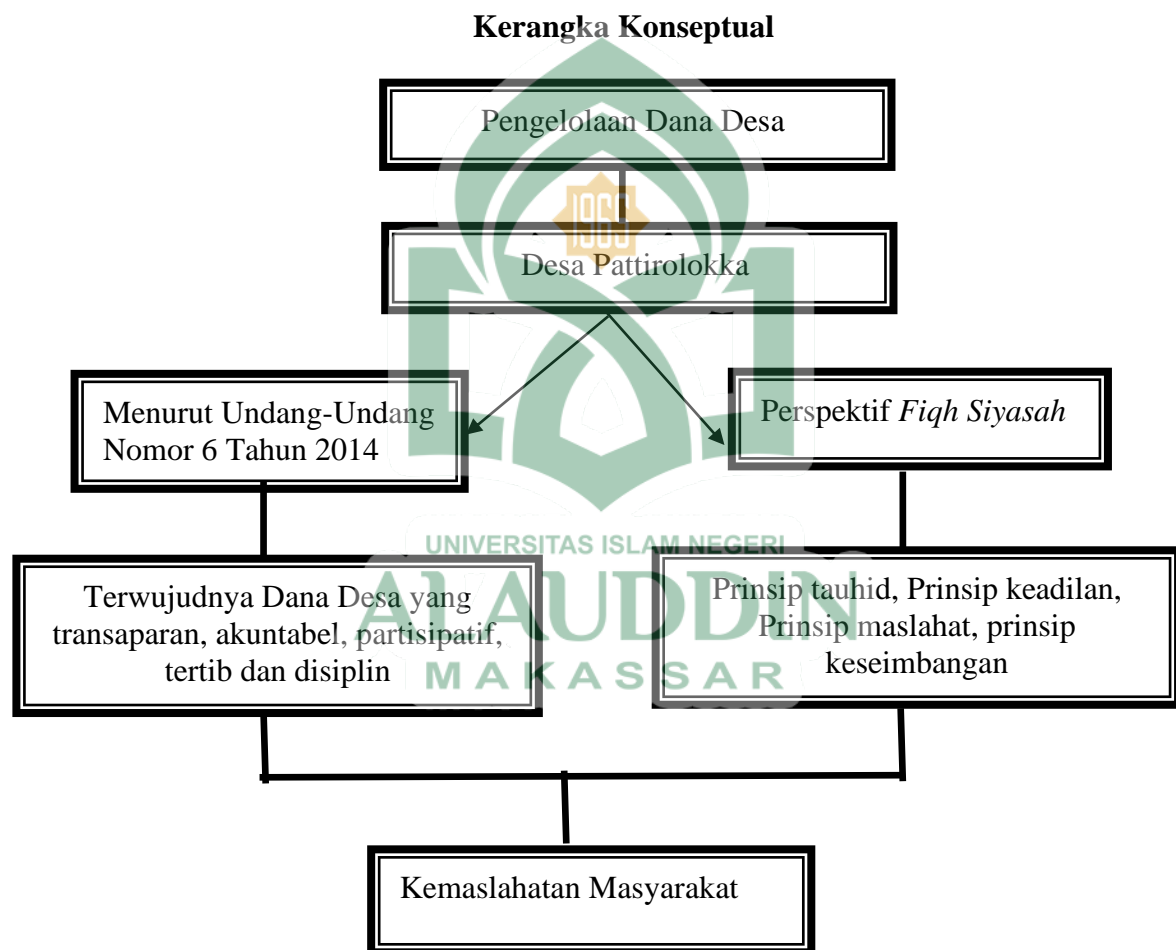 Kerangka Konseptual
Pengelolaan Dana Desa
1965
Desa Pattirolokka
Menurut Undang-Undang
Nomor 6 Tahun 2014
Perspektif Fiqh Siyasah
UNIVERSITAS ISLAM NEGERI
ALAUDDIN
MAKASSAR
Terwujudnya Dana Desa yang
transaparan, akuntabel, partisipatif,
tertib dan disiplin
Prinsip tauhid, Prinsip keadilan,
Prinsip maslahat, prinsip
keseimbangan
Kemaslahatan Masyarakat